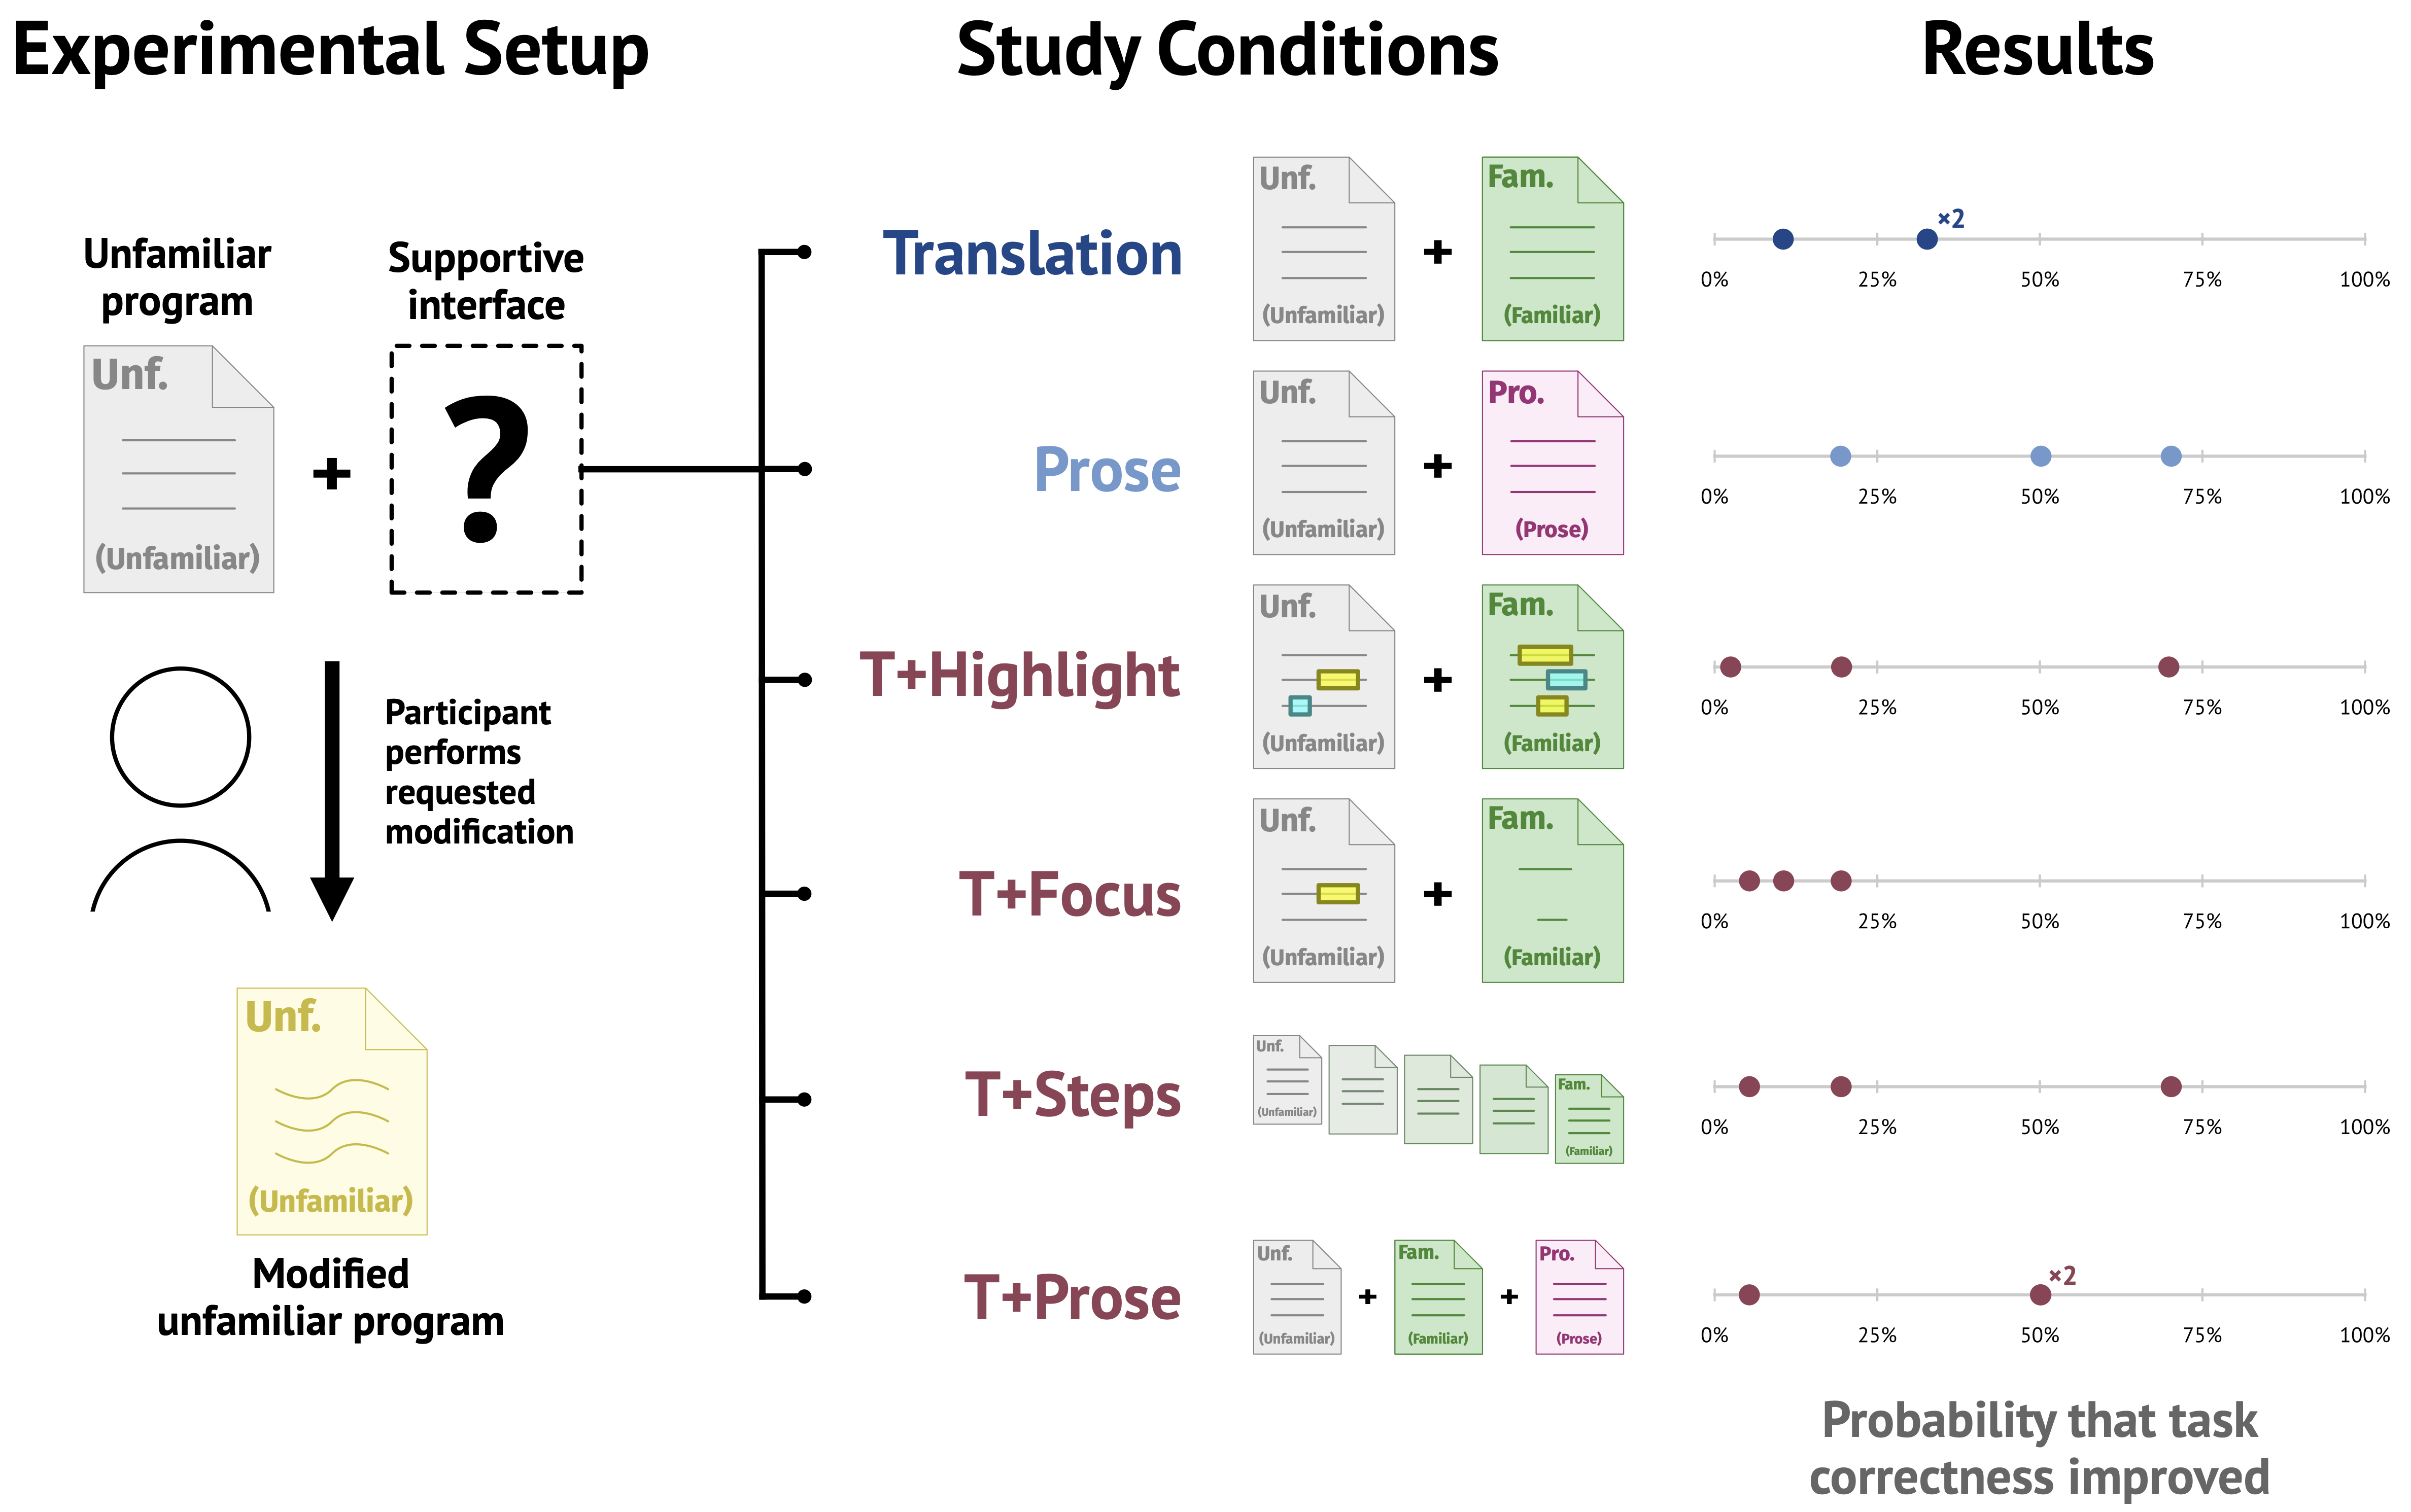 Experimental Setup
Unfamiliar
program
Supportive
interface
Unf.
(Unfamiliar)
+
?
Participant
performs
requested
modification
Unf.
(Unfamiliar)
Modified
unfamiliar program
Study Conditions
Results
Translation
Unf.
(Unfamiliar)
+
Fam.
(Familiar)
×2
0% 25% 50% 75% 100%
Prose
Unf.
(Unfamiliar)
+
Pro.
(Prose)
0% 25% 50% 75% 100%
T+Highlight
Unf.
(Unfamiliar)
+
Fam.
(Familiar)
0% 25% 50% 75% 100%
T+Focus
Unf.
(Unfamiliar)
+
Fam.
(Familiar)
0% 25% 50% 75% 100%
T+Steps
Unf.
(Unfamiliar)
Fam.
(Familiar)
0% 25% 50% 75% 100%
T+Prose
Unf.
(Unfamiliar)
+
Fam.
(Familiar)
+
Pro.
(Prose)
×2
0% 25% 50% 75% 100%
Probability that task
correctness improved